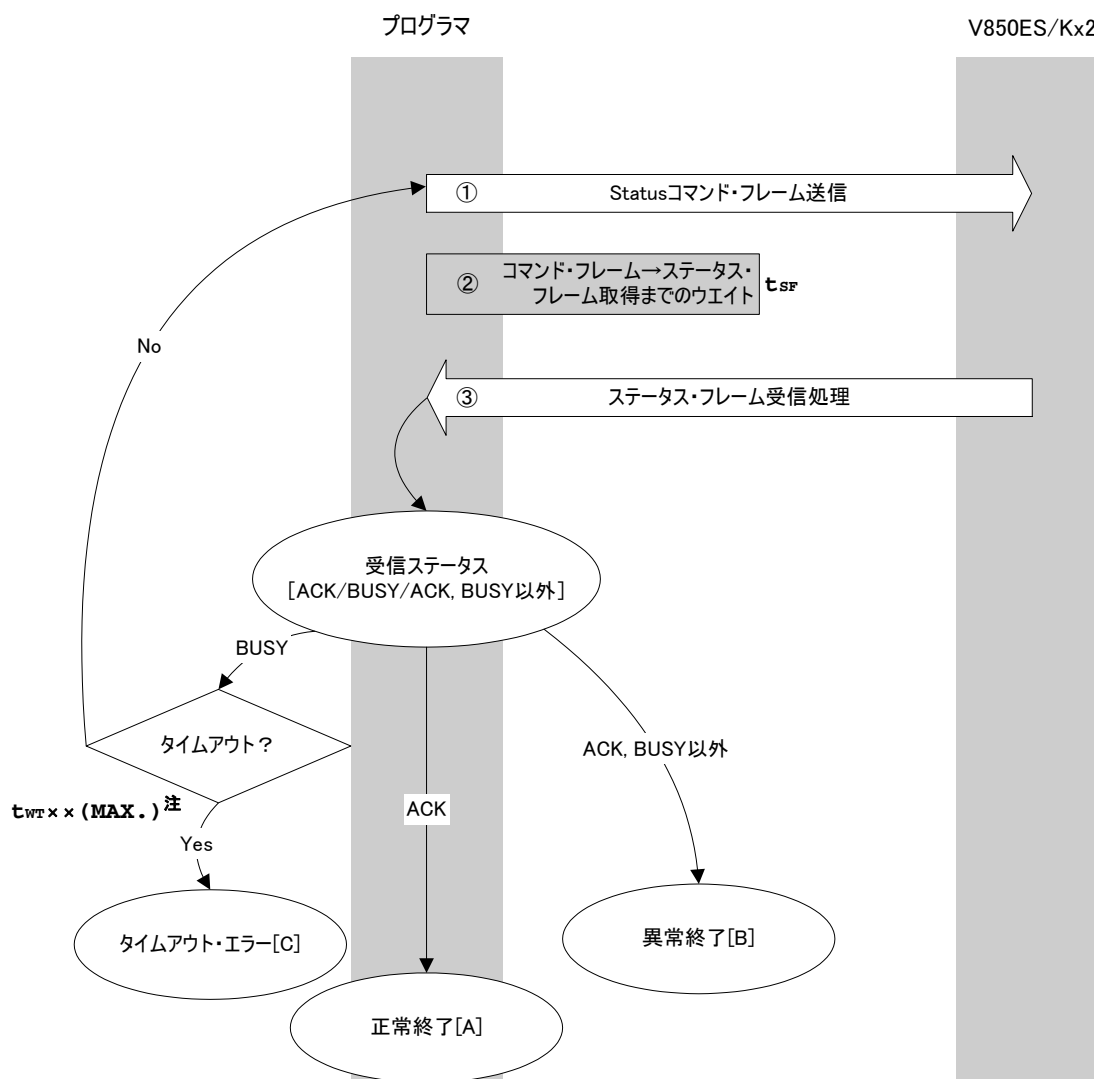 プログラマ
V850ES/Kx2
① Statusコマンド・フレーム送信
② コマンド・フレーム→ステータス・
フレーム取得までのウエイト
tSF
No
③ ステータス・フレーム受信処理
受信ステータス
[ACK/BUSY/ACK, BUSY以外]
BUSY
タイムアウト？
ACK, BUSY以外
tWT××(MAX.)注
ACK
Yes
タイムアウト・エラー[C]
異常終了[B]
正常終了[A]